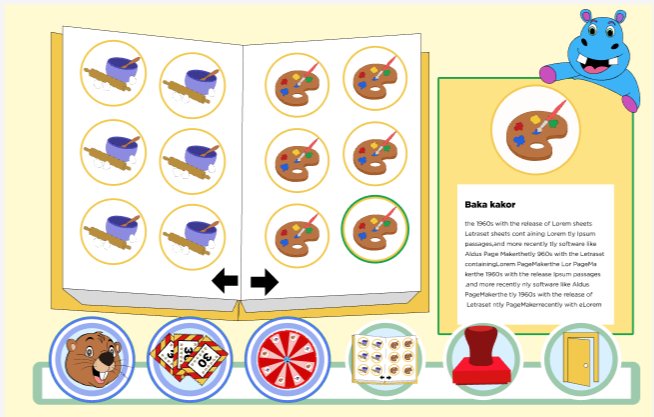 Baka kakor
the 1960s with the release of Lorem sheets
Letraset sheets cont aining Lorem tly Ipsum
passages,and more recently tly software like
Aldus Page Makerthetly 960s with the Letraset
containingLorem PageMakerthe Lor PageMa
kerthe 1960s with the release Ipsum passages
,and more recently nly software like Aldus
PageMakerthe tly 1960s with the release of
Letraset ntly PageMakerrecently with eLorem
30